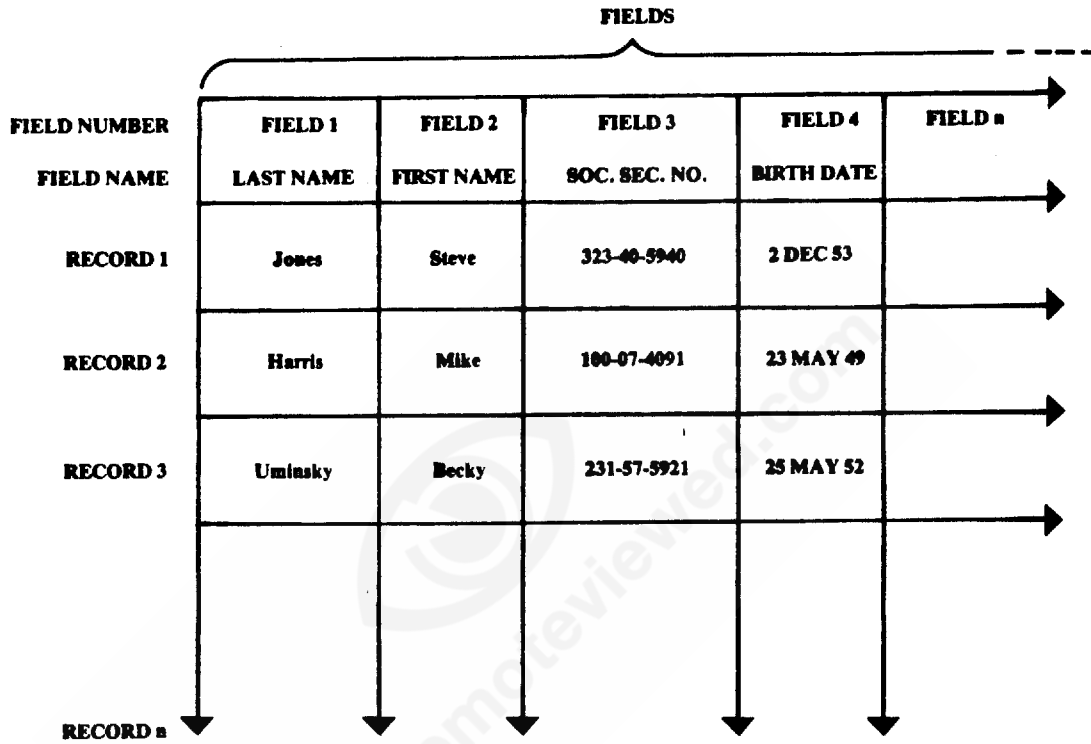 FIELDS
FIELD NUMBER FIELD 1 FIELD 2 FIELD 3 FIELD 4 FIELD n
FIELD NAME LAST NAME FIRST NAME SOC. SEC. NO. BIRTH DATE
RECORD 1 Jones Steve 323-40-5940 2 DEC 53
RECORD 2 Harris Mike 100-07-4091 23 MAY 49
RECORD 3 Uminsky Becky 231-57-5921 25 MAY 52
RECORD n